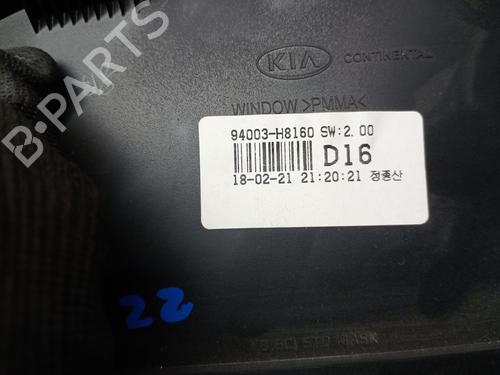 KIA CONTINENTAL
WINDOW >PMMA<
94003-H8160 SW:2.00
D16
18-02-21 21:20:21 정종산
22
B-PARTS